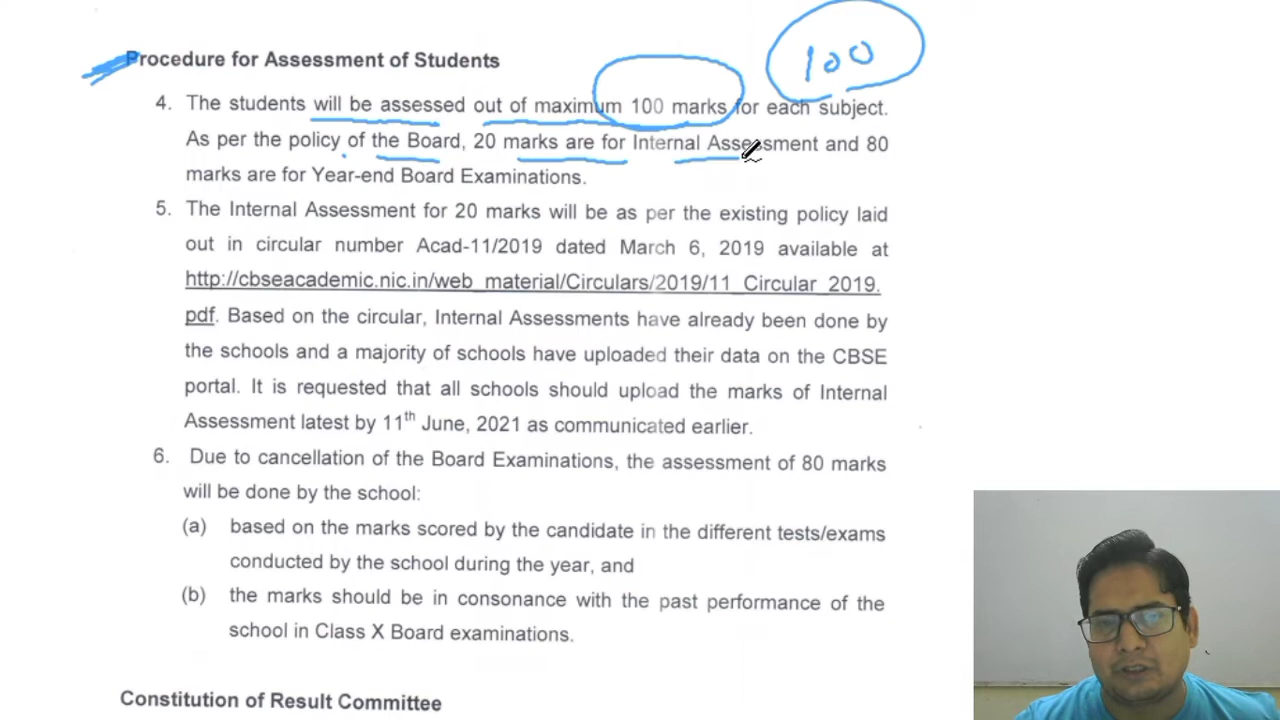 100
Procedure for Assessment of Students
4. The students will be assessed out of maximum 100 marks for each subject.
As per the policy of the Board, 20 marks are for Internal Assessment and 80
marks are for Year-end Board Examinations.
5. The Internal Assessment for 20 marks will be as per the existing policy laid
out in circular number Acad-11/2019 dated March 6, 2019 available at
http://cbseacademic.nic.in/web_material/Circulars/2019/11_Circular_2019.
pdf. Based on the circular, Internal Assessments have already been done by
the schools and a majority of schools have uploaded their data on the CBSE
portal. It is requested that all schools should upload the marks of Internal
Assessment latest by 11th June, 2021 as communicated earlier.
6. Due to cancellation of the Board Examinations, the assessment of 80 marks
will be done by the school:
(a) based on the marks scored by the candidate in the different tests/exams
conducted by the school during the year, and
(b) the marks should be in consonance with the past performance of the
school in Class X Board examinations.
Constitution of Result Committee